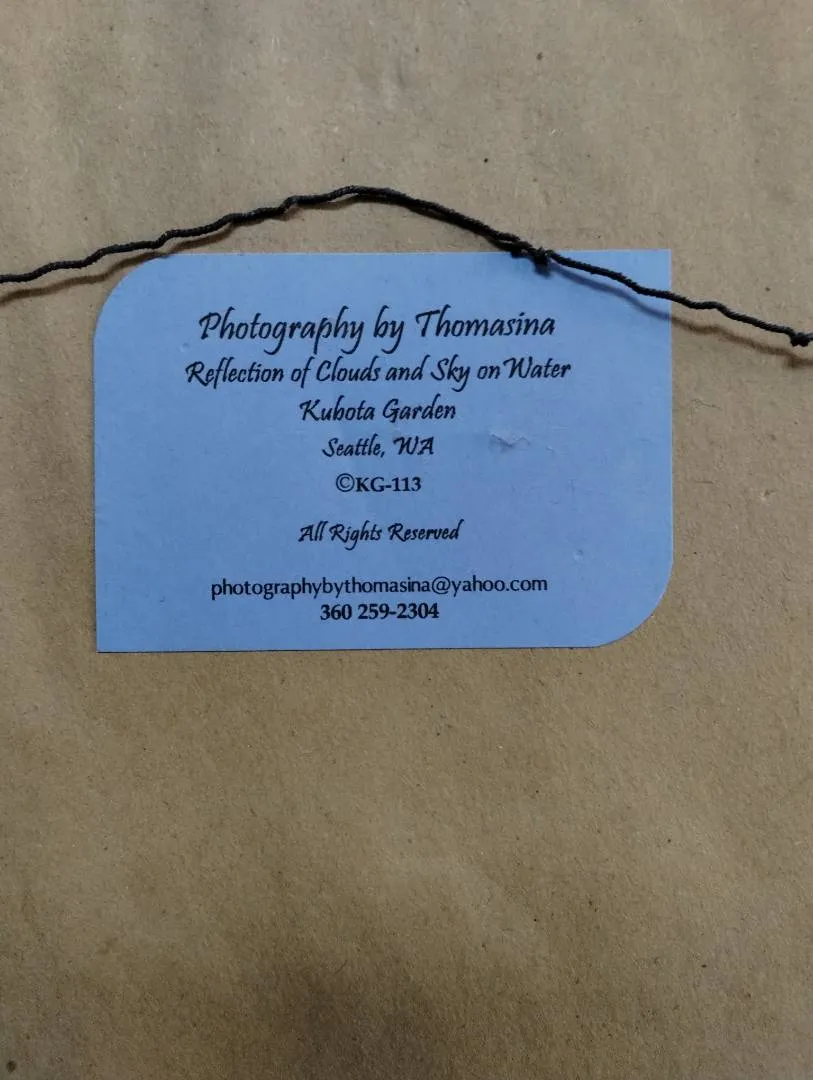 Photography by Thomasina
Reflection of Clouds and Sky on Water
Kubota Garden
Seattle, WA
©KG-113
All Rights Reserved
photographybythomasina@yahoo.com
360 259-2304